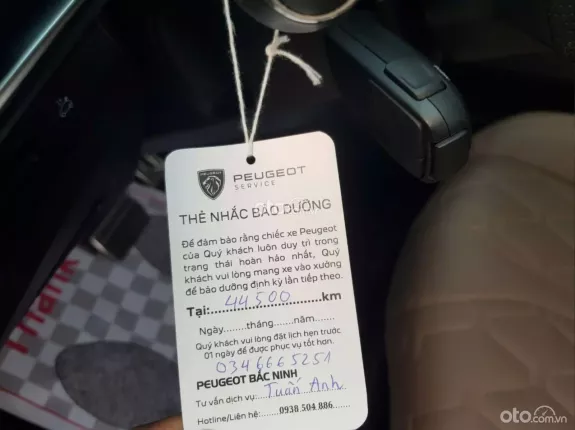 PEUGEOT
SERVICE
THẺ NHẮC BẢO DƯỠNG
Để đảm bảo rằng chiếc xe Peugeot
của Quý khách luôn duy trì trong
trạng thái hoàn hảo nhất, Quý
khách vui lòng mang xe vào xưởng
để bảo dưỡng định kỳ lần tiếp theo.
Tại:....44500..........km
Ngày........tháng.......năm........
Quý khách vui lòng đặt lịch hẹn trước
01 ngày để được phục vụ tốt hơn.
0346665251
PEUGEOT BẮC NINH
Tư vấn dịch vụ: Tuấn Anh
Hotline/Liên hệ: 0938 504 886
Thank
oto.com.vn